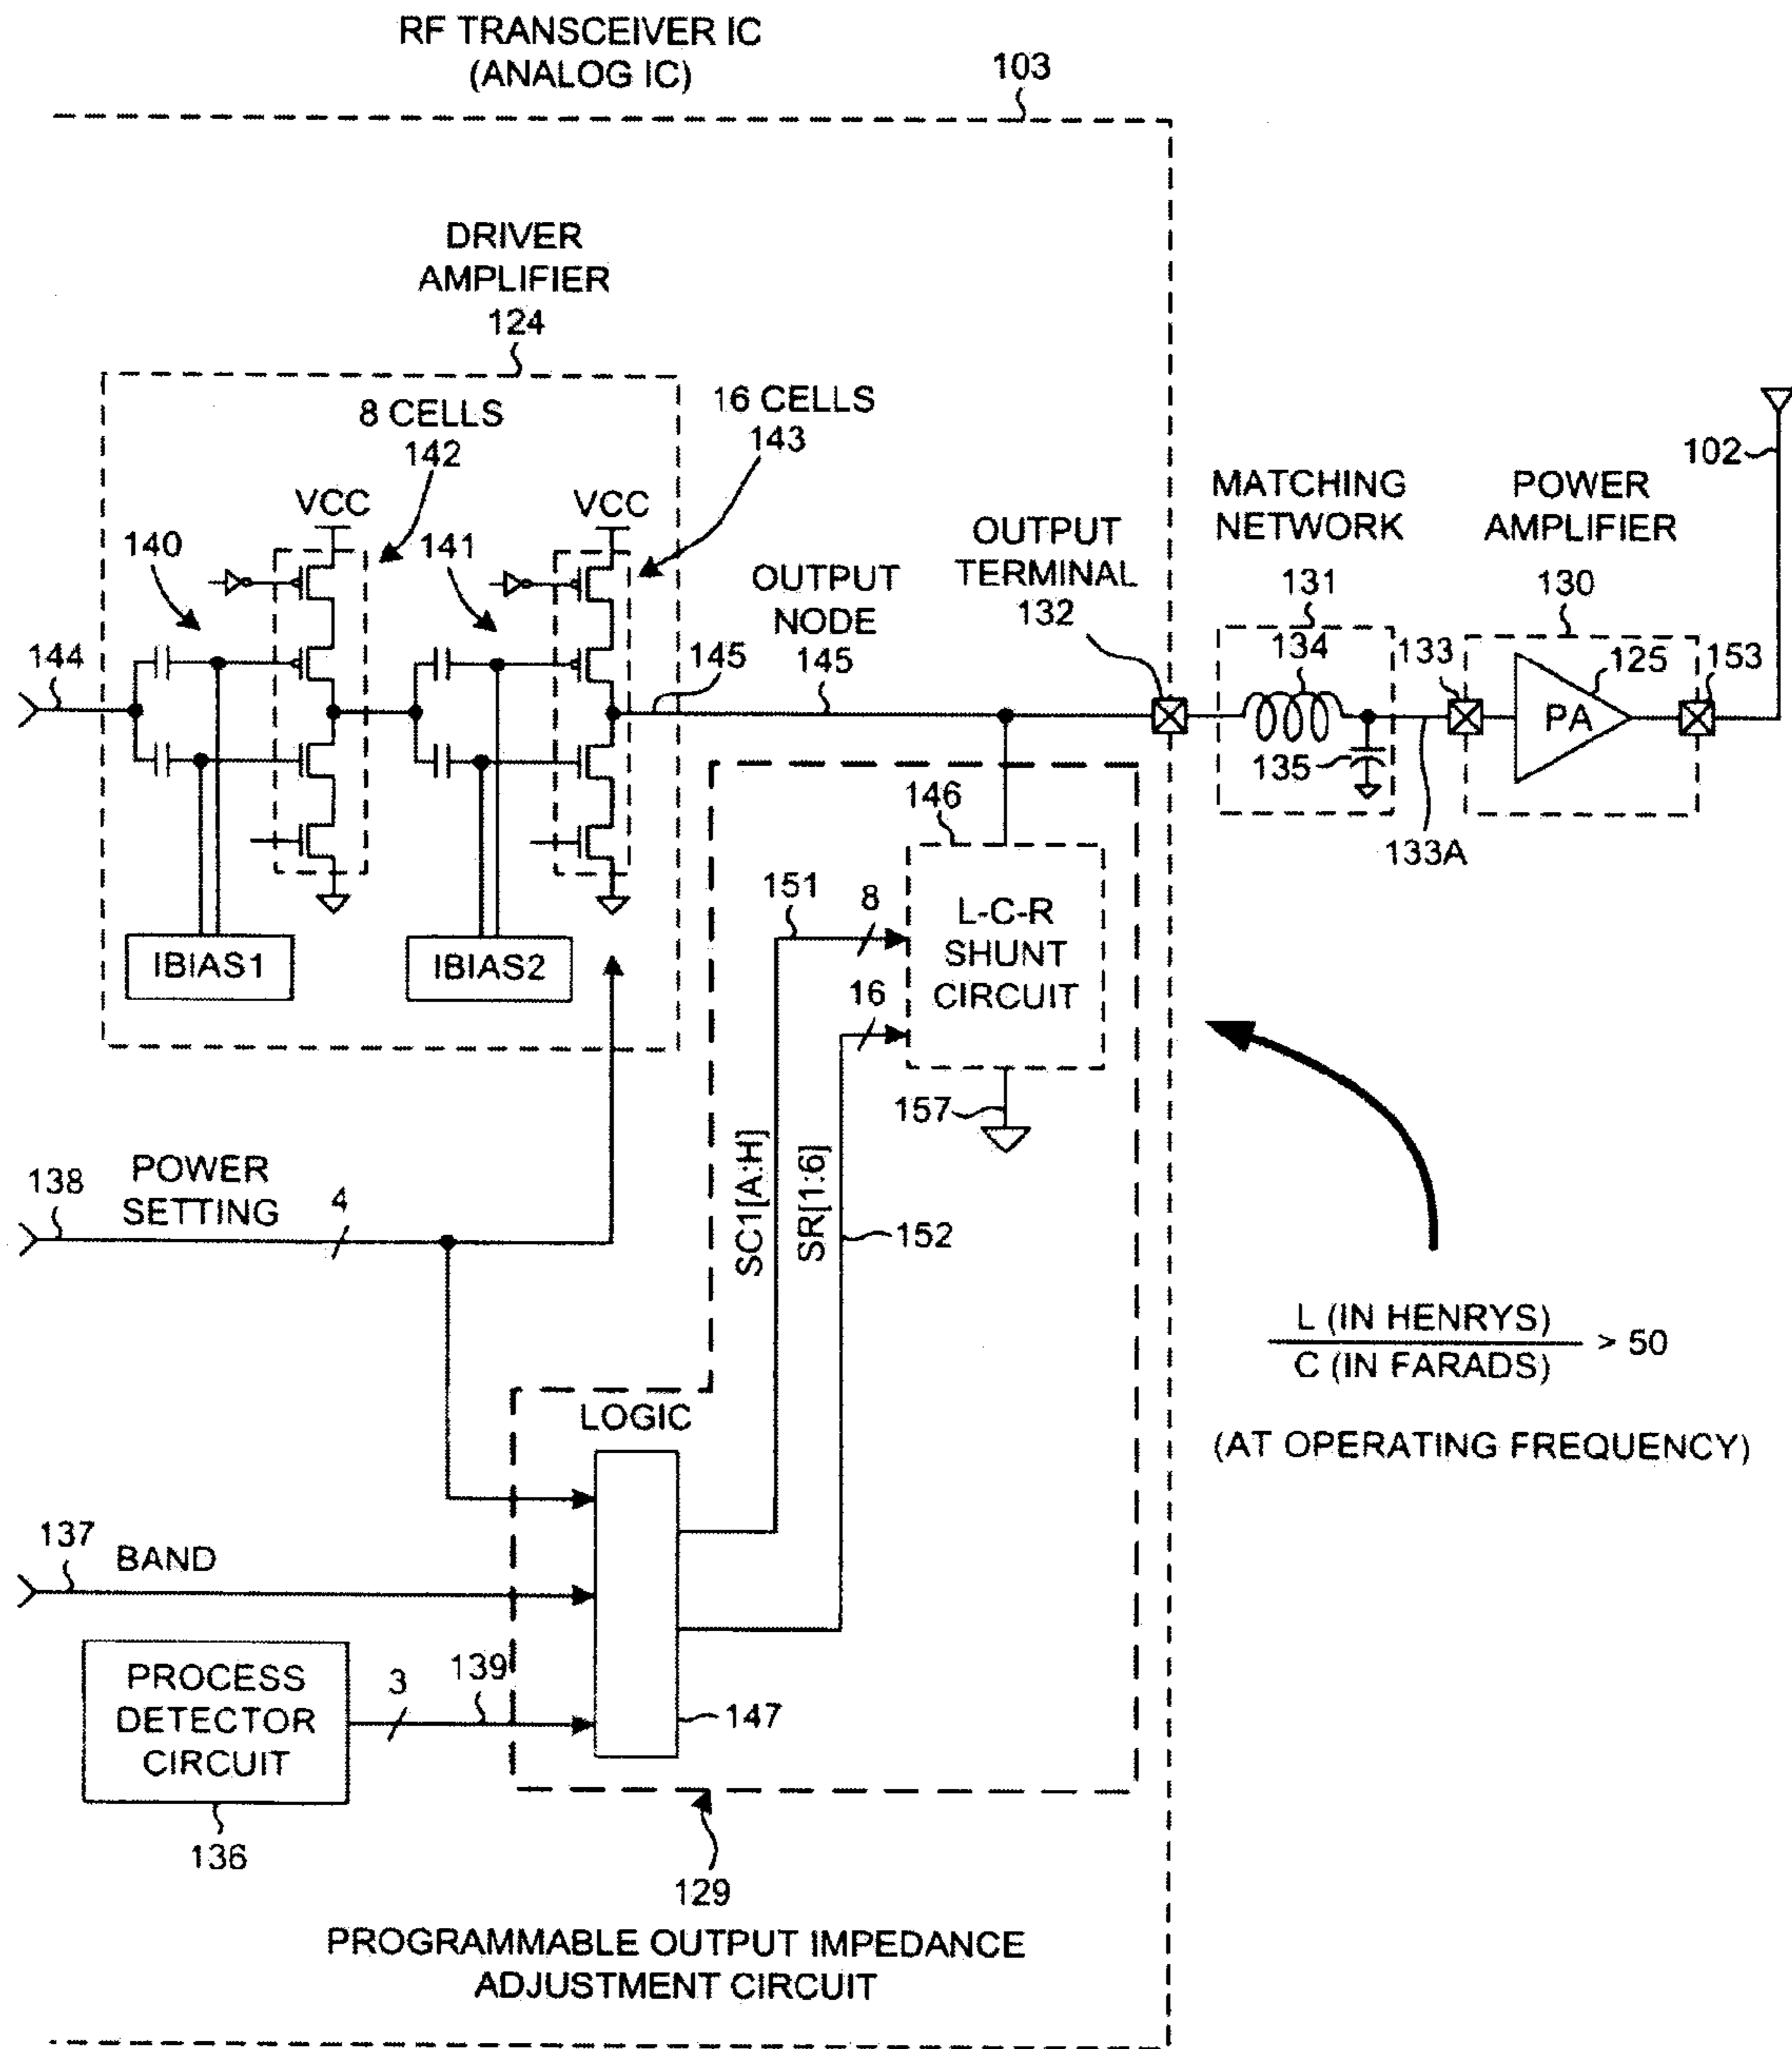 RF TRANSCEIVER IC
(ANALOG IC)
103
DRIVER
AMPLIFIER
124
8 CELLS
142
16 CELLS
143
102
VCC
VCC
MATCHING
NETWORK
131
POWER
AMPLIFIER
130
140
141
OUTPUT
TERMINAL
132
OUTPUT
NODE
145
134
133
125
153
144
145
PA
135
146
133A
151
8
L-C-R
SHUNT
CIRCUIT
IBIAS1
IBIAS2
16
157
SC1[A:H]
SR[1:6]
138
POWER
SETTING
4
152
L (IN HENRYS)
C (IN FARADS)
> 50
(AT OPERATING FREQUENCY)
LOGIC
137
BAND
PROCESS
DETECTOR
CIRCUIT
3
139
147
136
129
PROGRAMMABLE OUTPUT IMPEDANCE
ADJUSTMENT CIRCUIT